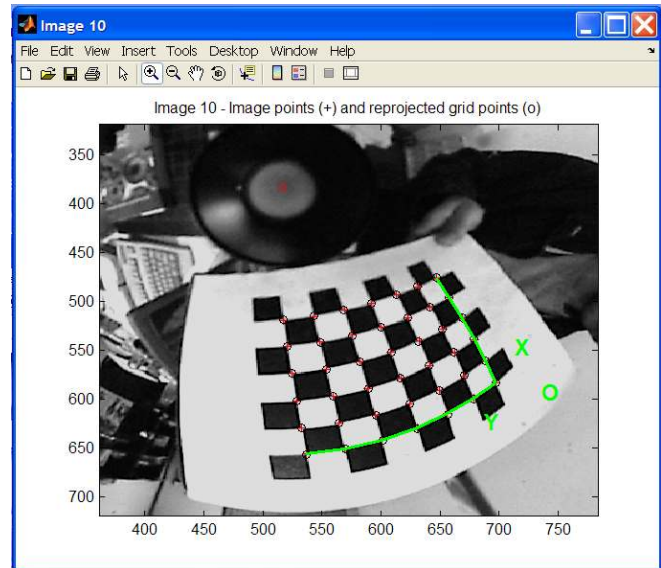 Image 10
File Edit View Insert Tools Desktop Window Help
Image 10 - Image points (+) and reprojected grid points (o)
350
400
450
500
550
600
650
700
X
O
Y
400 450 500 550 600 650 700 750